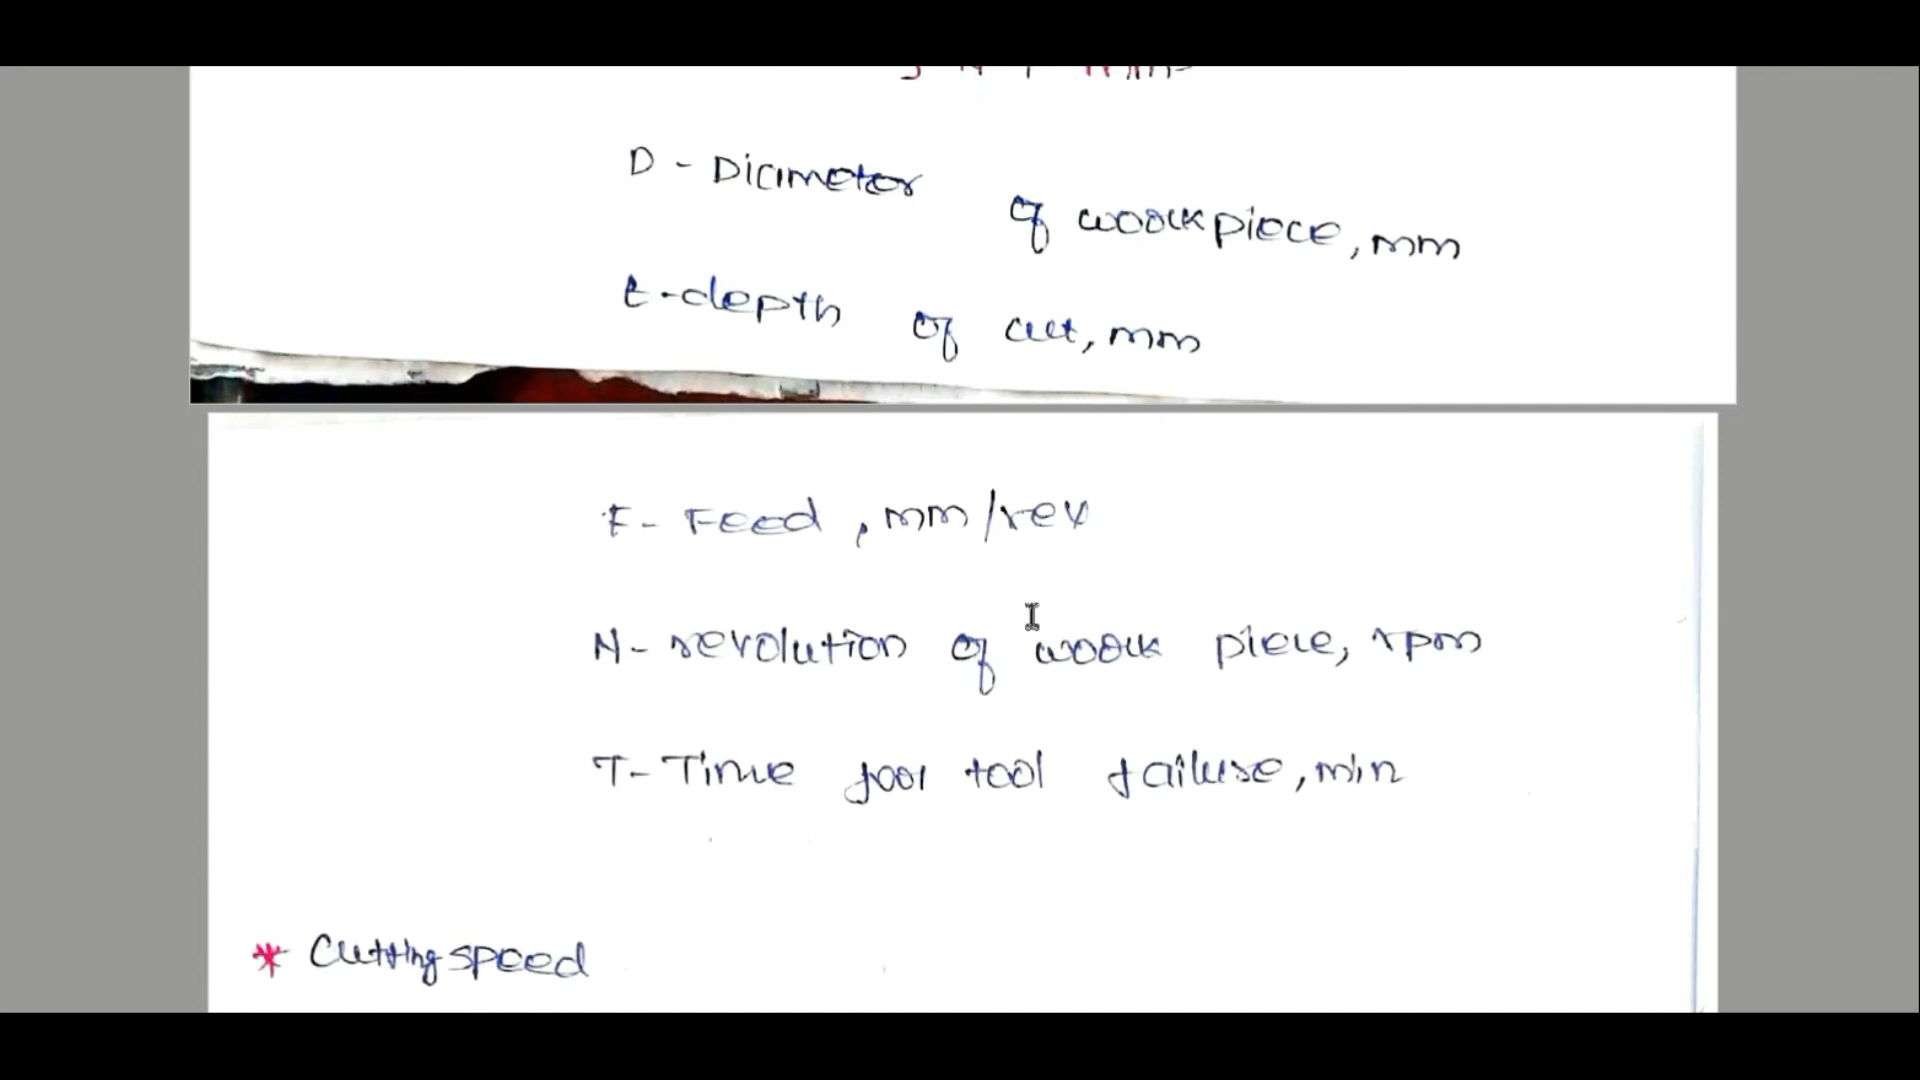 D - Diameter of workpiece, mm
t - depth of cut, mm
F - Feed, mm/rev
N - revolution of work piece, rpm
T - Time for tool failure, min
* Cutting speed